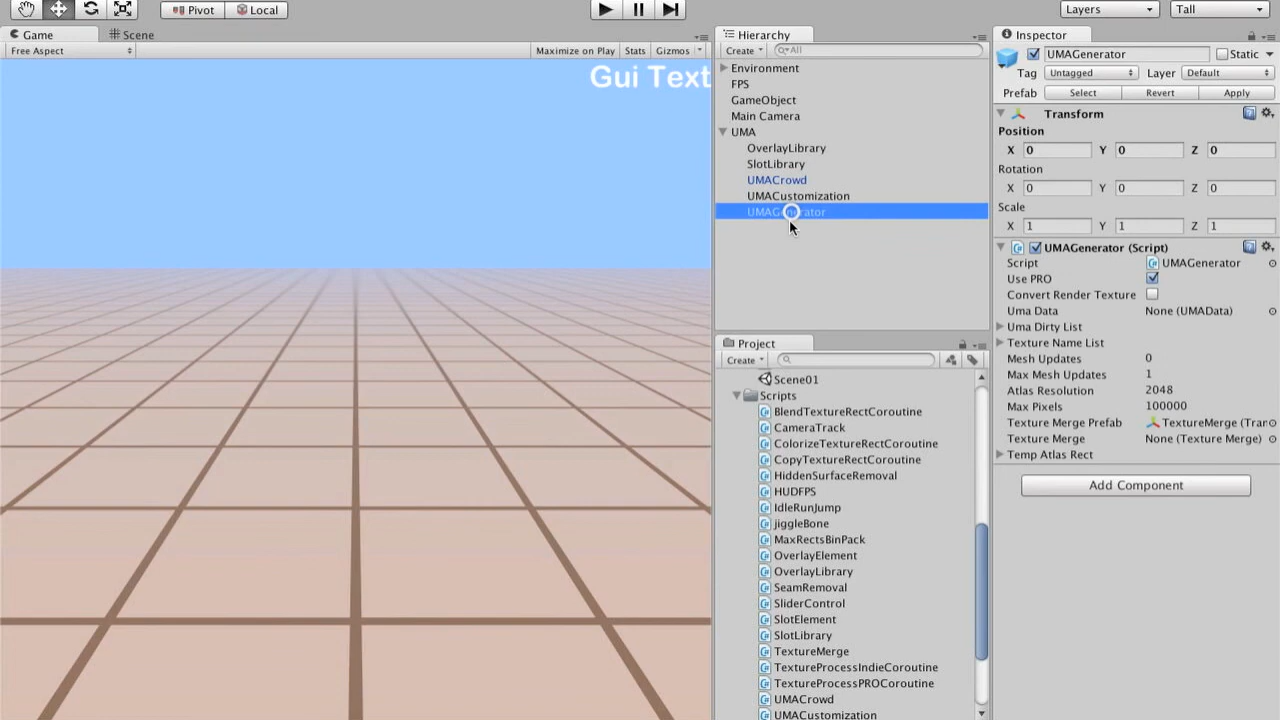 Pivot Local Layers Tall
Game Scene
Free Aspect Maximize on Play Stats Gizmos
Gui Text
Hierarchy
Create All
Environment
FPS
GameObject
Main Camera
UMA
OverlayLibrary
SlotLibrary
UMACrowd
UMACustomization
UMAGenerator
Project
Create
Scene01
Scripts
BlendTextureRectCoroutine
CameraTrack
ColorizeTextureRectCoroutine
CopyTextureRectCoroutine
HiddenSurfaceRemoval
HUDFPS
IdleRunJump
jiggleBone
MaxRectsBinPack
OverlayElement
OverlayLibrary
SeamRemoval
SliderControl
SlotElement
SlotLibrary
TextureMerge
TextureProcessIndieCoroutine
TextureProcessPROCoroutine
UMACrowd
UMACustomization
Inspector
UMAGenerator Static
Tag Untagged Layer Default
Prefab Select Revert Apply
Transform
Position
X 0 Y 0 Z 0
Rotation
X 0 Y 0 Z 0
Scale
X 1 Y 1 Z 1
UMAGenerator (Script)
Script UMAGenerator
Use PRO
Convert Render Texture
Uma Data None (UMAData)
Uma Dirty List
Texture Name List
Mesh Updates 0
Max Mesh Updates 1
Atlas Resolution 2048
Max Pixels 100000
Texture Merge Prefab TextureMerge (Tran
Texture Merge None (Texture Merge)
Temp Atlas Rect
Add Component